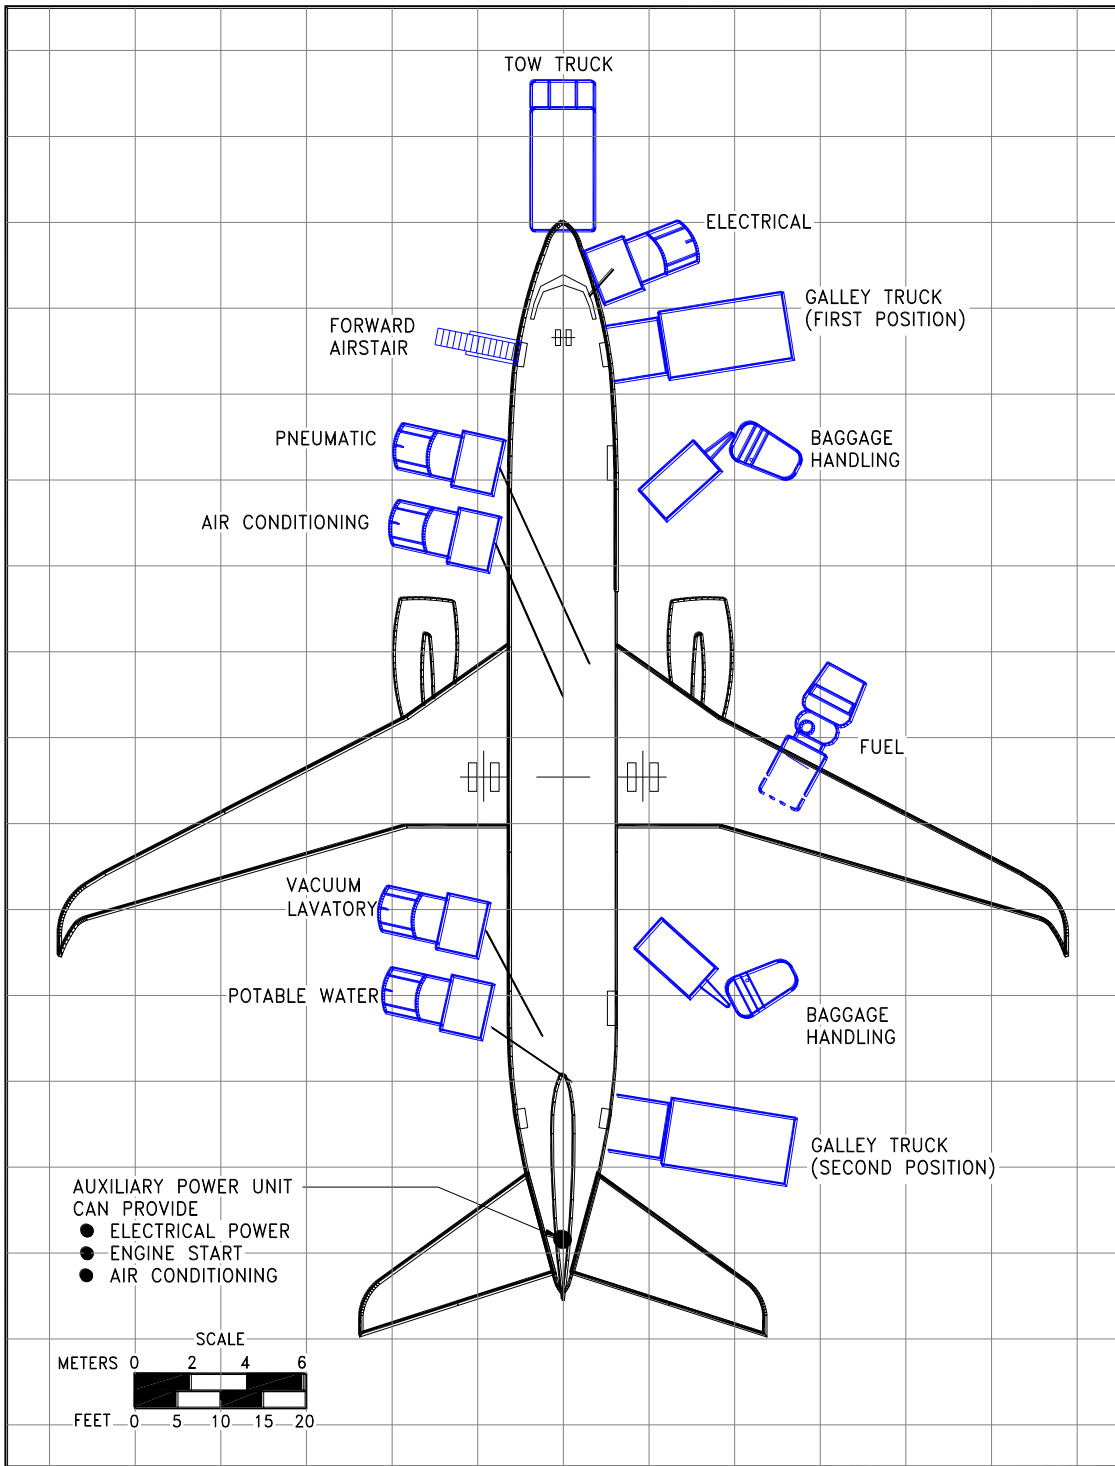 TOW TRUCK
ELECTRICAL
GALLEY TRUCK
(FIRST POSITION)
FORWARD
AIRSTAIR
PNEUMATIC
BAGGAGE
HANDLING
AIR CONDITIONING
FUEL
VACUUM
LAVATORY
POTABLE WATER
BAGGAGE
HANDLING
GALLEY TRUCK
(SECOND POSITION)
AUXILIARY POWER UNIT
CAN PROVIDE
● ELECTRICAL POWER
● ENGINE START
● AIR CONDITIONING
SCALE
METERS 0 2 4 6
FEET 0 5 10 15 20